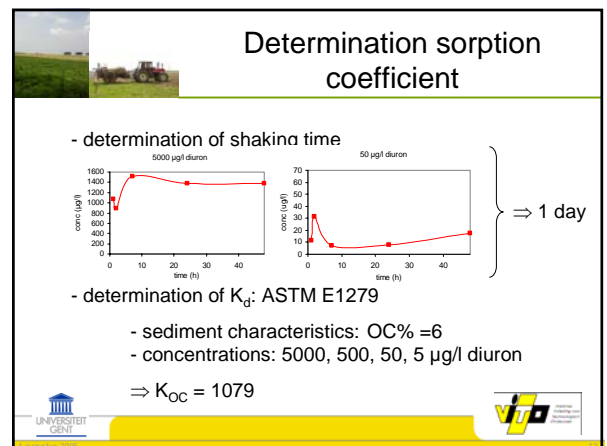 Determination sorption
coefficient
- determination of shaking time
5000 µg/l diuron
1600
1400
1200
1000
800
600
400
200
0
conc (µg/l)
0 10 20 30 40
time (h)
50 µg/l diuron
70
60
50
40
30
20
10
0
conc (ug/l)
0 10 20 30 40
time (h)
⇒ 1 day
- determination of Kd: ASTM E1279
- sediment characteristics: OC% =6
- concentrations: 5000, 500, 50, 5 µg/l diuron
⇒ KOC = 1079
UNIVERSITEIT
GENT
vito